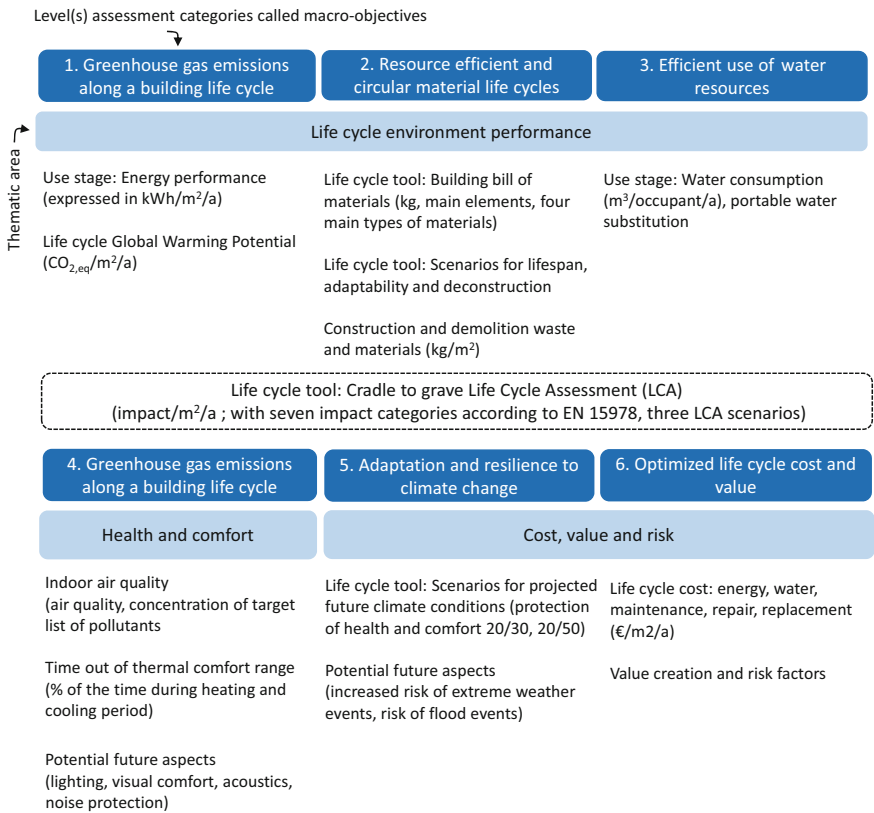 Level(s) assessment categories called macro-objectives
1. Greenhouse gas emissions
along a building life cycle
2. Resource efficient and
circular material life cycles
3. Efficient use of water
resources
Thematic area
Life cycle environment performance
Use stage: Energy performance
(expressed in kWh/m²/a)
Life cycle Global Warming Potential
(CO₂,eq/m²/a)
Life cycle tool: Building bill of
materials (kg, main elements, four
main types of materials)
Life cycle tool: Scenarios for lifespan,
adaptability and deconstruction
Construction and demolition waste
and materials (kg/m²)
Use stage: Water consumption
(m³/occupant/a), portable water
substitution
Life cycle tool: Cradle to grave Life Cycle Assessment (LCA)
(impact/m²/a ; with seven impact categories according to EN 15978, three LCA scenarios)
4. Greenhouse gas emissions
along a building life cycle
5. Adaptation and resilience to
climate change
6. Optimized life cycle cost and
value
Health and comfort
Cost, value and risk
Indoor air quality
(air quality, concentration of target
list of pollutants
Time out of thermal comfort range
(% of the time during heating and
cooling period)
Potential future aspects
(lighting, visual comfort, acoustics,
noise protection)
Life cycle tool: Scenarios for projected
future climate conditions (protection
of health and comfort 20/30, 20/50)
Potential future aspects
(increased risk of extreme weather
events, risk of flood events)
Life cycle cost: energy, water,
maintenance, repair, replacement
(€/m2/a)
Value creation and risk factors